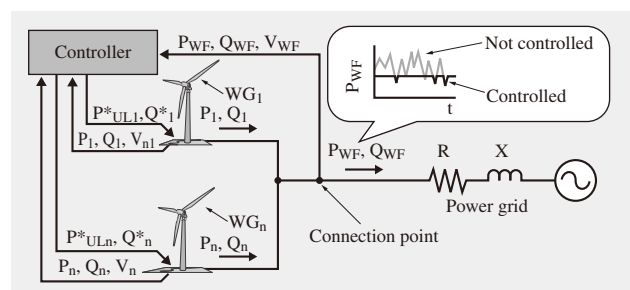 Controller
P_WF, Q_WF, V_WF
WG_1
P*_UL1, Q*_1
P_1, Q_1
P_1, Q_1, V_n1
P_WF
Not controlled
Controlled
t
P_WF, Q_WF
R
X
Power grid
Connection point
WG_n
P*_ULn, Q*_n
P_n, Q_n
P_n, Q_n, V_n